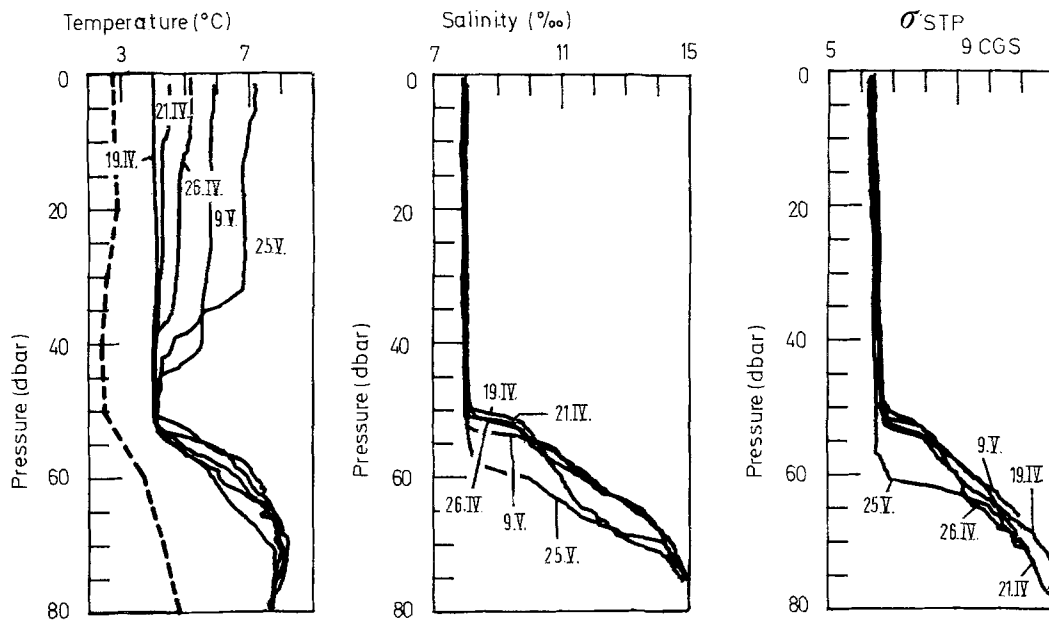 Temperature (°C)
3 7
0
20
40
60
80
Pressure (dbar)
21.IV.
19.IV.
26.IV.
9.V.
25.V.
Salinity (‰)
7 11 15
0
20
40
60
80
Pressure (dbar)
19.IV.
21.IV.
26.IV.
9.V.
25.V.
σSTP
5 9 CGS
0
20
40
60
80
Pressure (dbar)
9.V.
19.IV.
25.V.
26.IV.
21.IV